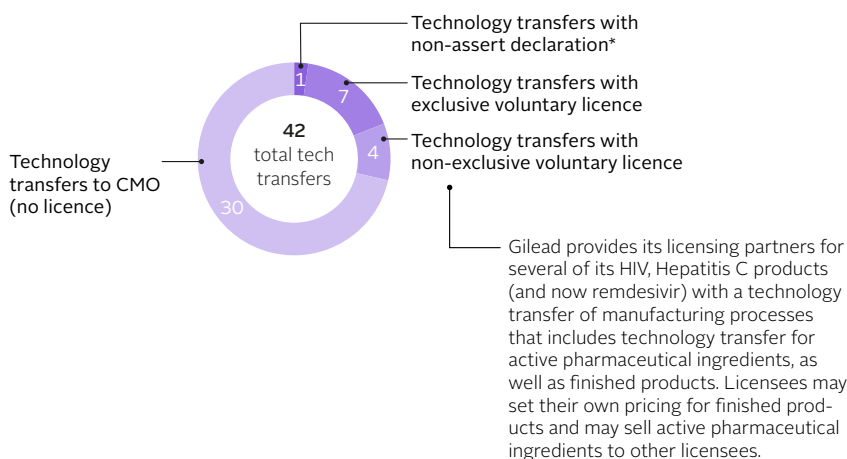 Technology transfers with
non-assert declaration*
1
7
Technology transfers with
exclusive voluntary licence
42
total tech
transfers
4
Technology transfers with
non-exclusive voluntary licence
Technology
transfers to CMO
(no licence)
30
Gilead provides its licensing partners for
several of its HIV, Hepatitis C products
(and now remdesivir) with a technology
transfer of manufacturing processes
that includes technology transfer for
active pharmaceutical ingredients, as
well as finished products. Licensees may
set their own pricing for finished prod-
ucts and may sell active pharmaceutical
ingredients to other licensees.